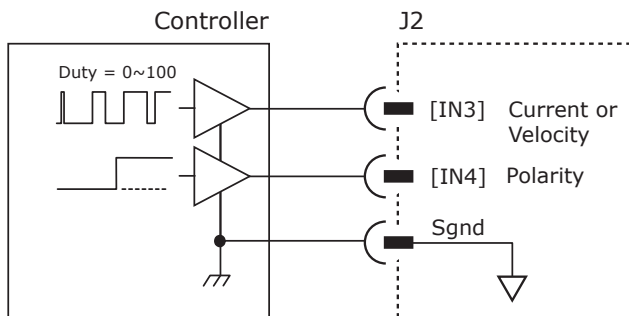 Controller
J2
Duty = 0~100
[IN3] Current or
Velocity
[IN4] Polarity
Sgnd